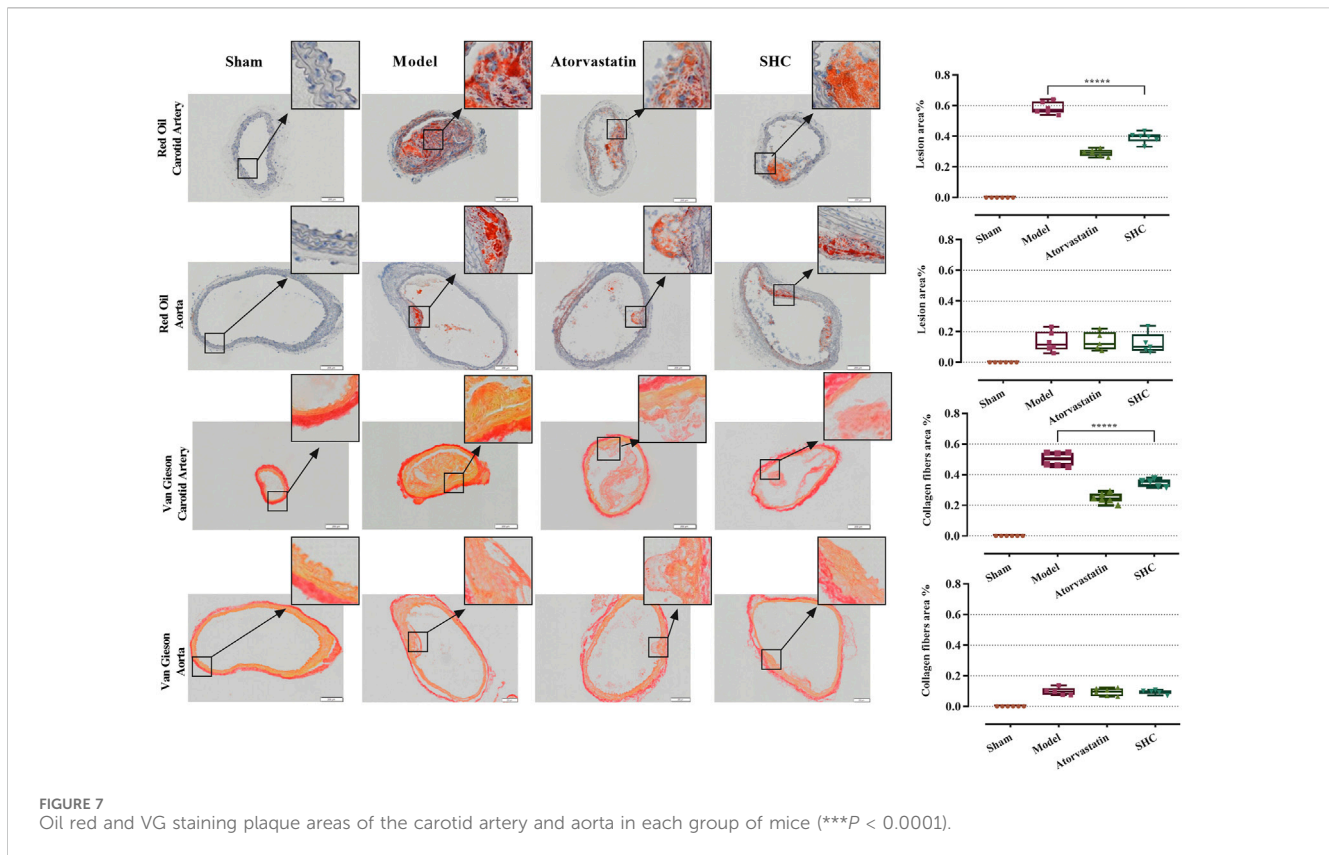 Sham Model Atorvastatin SHC
Red Oil
Carotid Artery
Red Oil
Aorta
Van Gieson
Carotid Artery
Van Gieson
Aorta
Lesion area%
0.8
0.6
0.4
0.2
0.0
*****
Sham Model Atorvastatin SHC
Lesion area%
0.8
0.6
0.4
0.2
0.0
Sham Model Atorvastatin SHC
Collagen fibers area %
0.8
0.6
0.4
0.2
0.0
*****
Sham Model Atorvastatin SHC
Collagen fibers area %
0.8
0.6
0.4
0.2
0.0
Sham Model Atorvastatin SHC
FIGURE 7
Oil red and VG staining plaque areas of the carotid artery and aorta in each group of mice (***P < 0.0001).